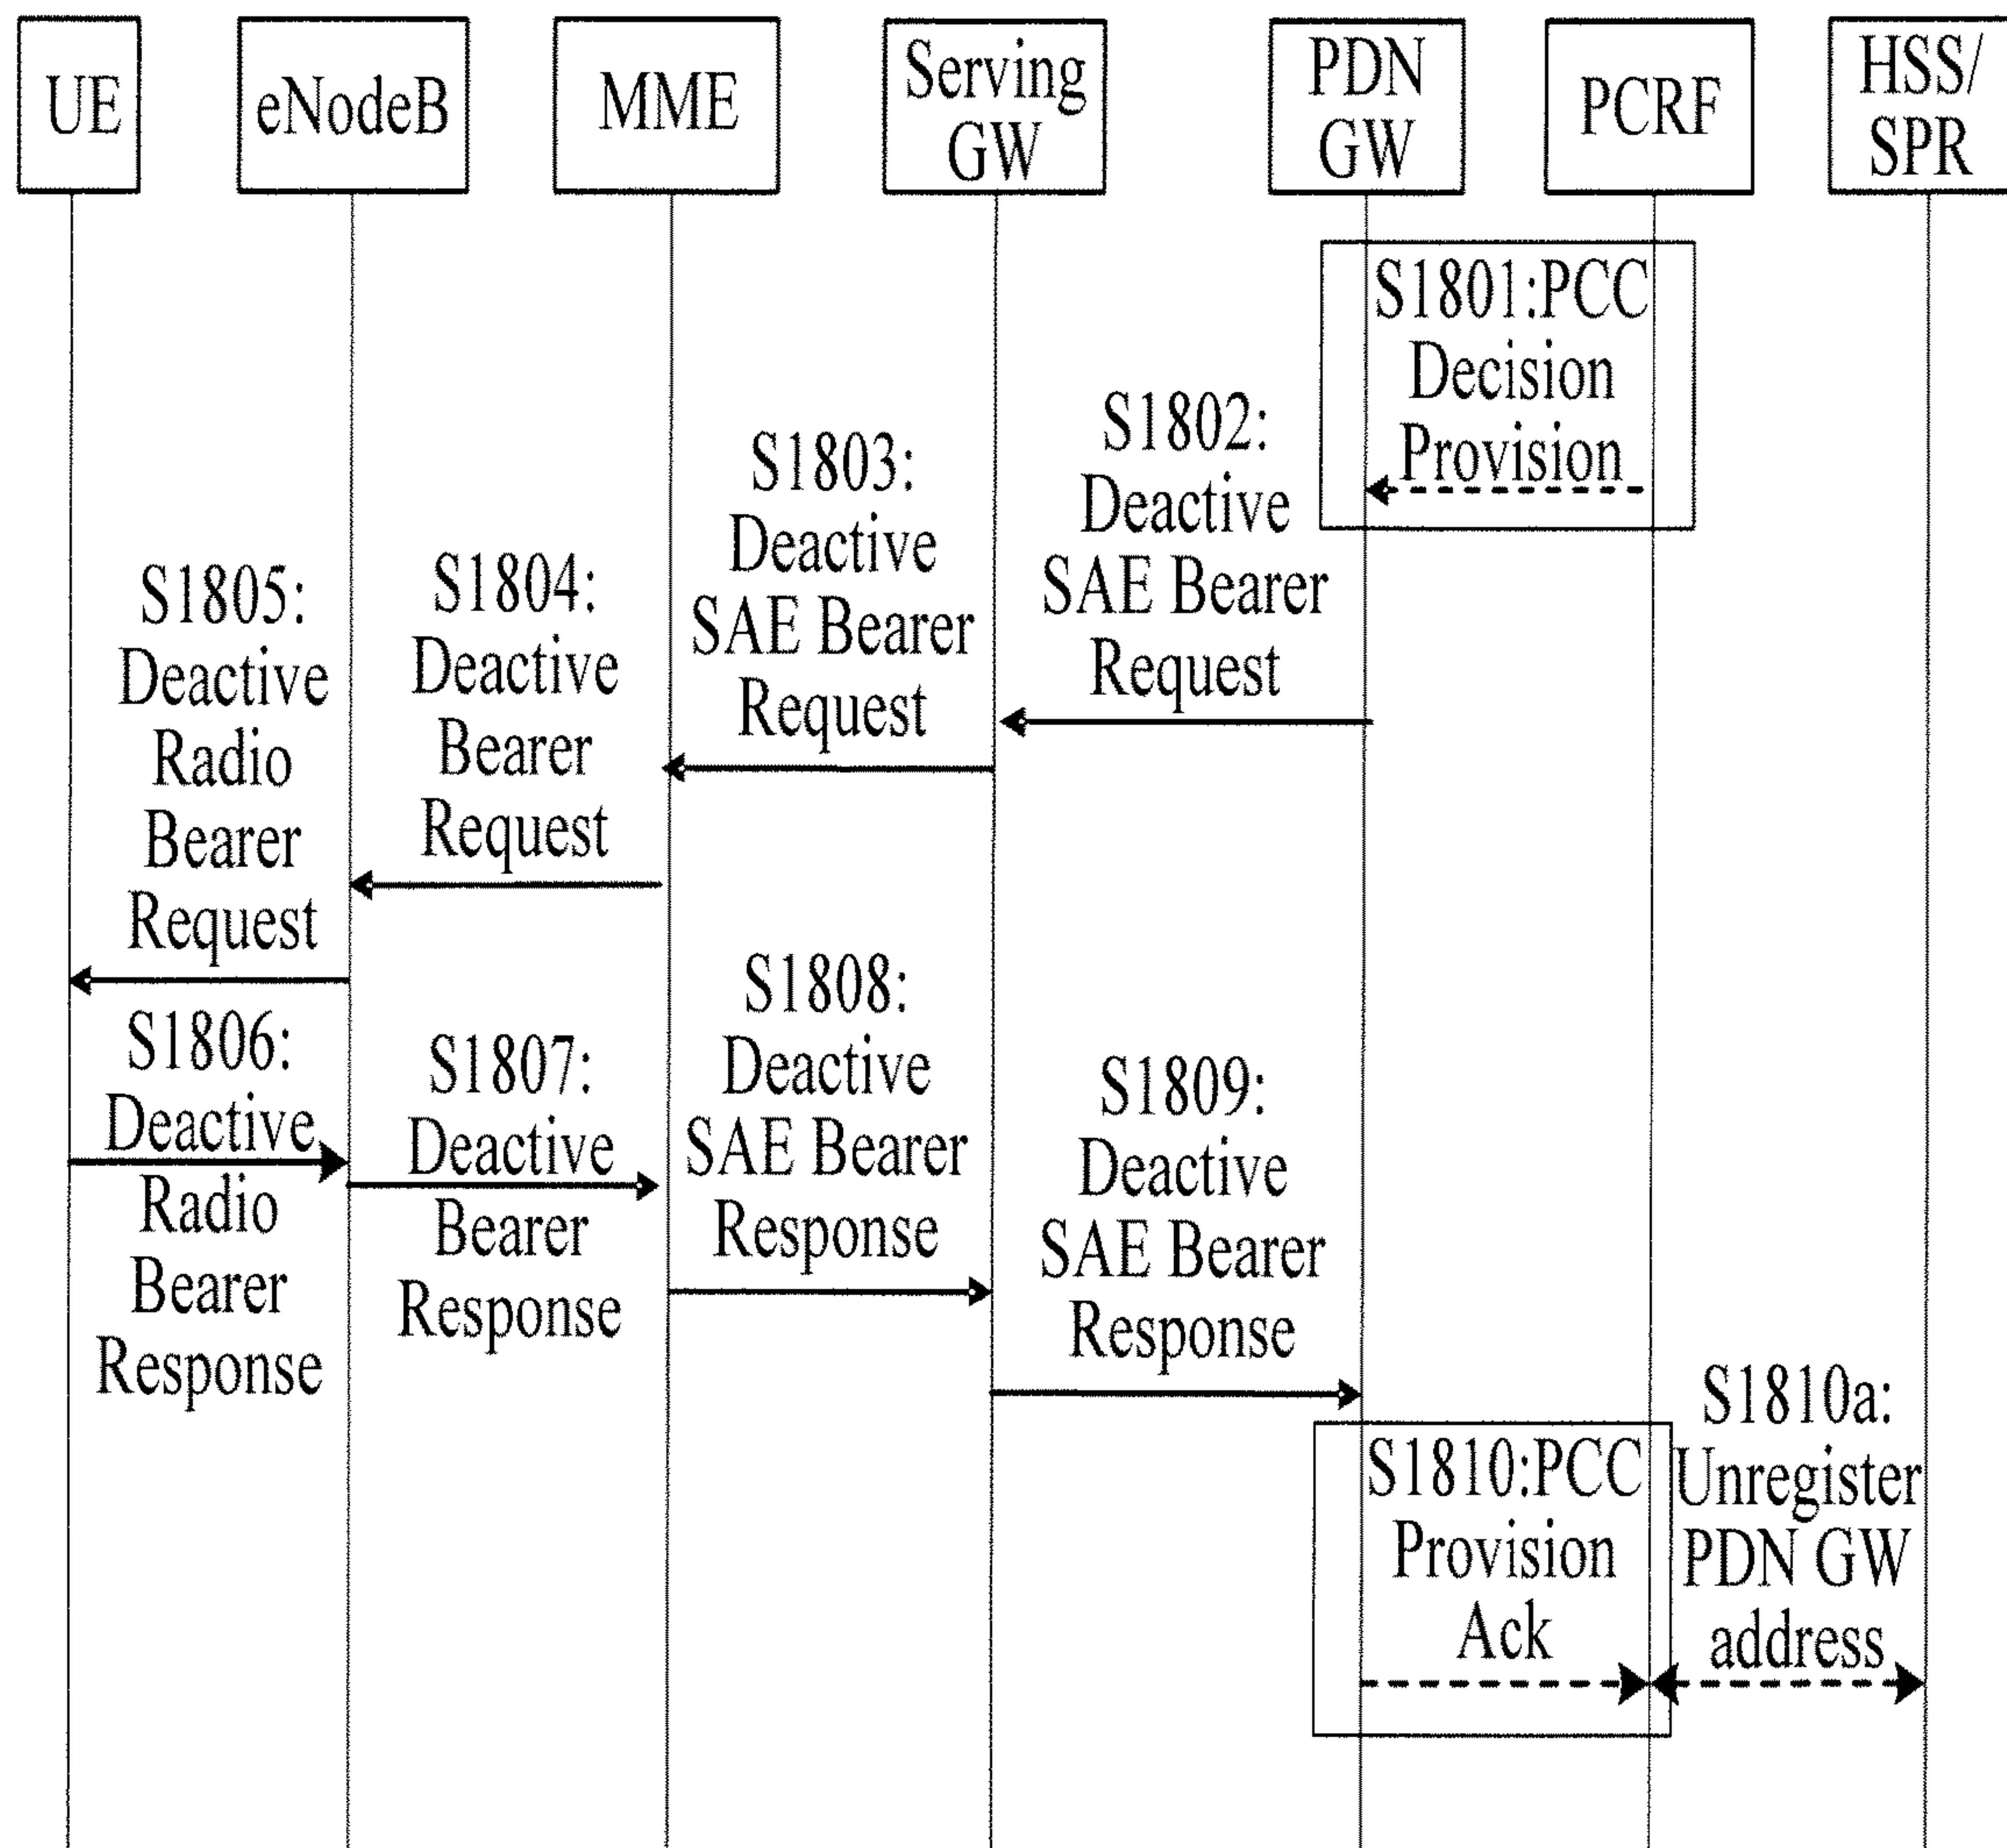 UE
eNodeB
MME
Serving
GW
PDN
GW
PCRF
HSS/
SPR
S1801:PCC
Decision
Provision
S1802:
Deactive
SAE Bearer
Request
S1803:
Deactive
SAE Bearer
Request
S1804:
Deactive
Bearer
Request
S1805:
Deactive
Radio
Bearer
Request
S1806:
Deactive
Radio
Bearer
Response
S1807:
Deactive
Bearer
Response
S1808:
Deactive
SAE Bearer
Response
S1809:
Deactive
SAE Bearer
Response
S1810:PCC
Provision
Ack
S1810a:
Unregister
PDN GW
address